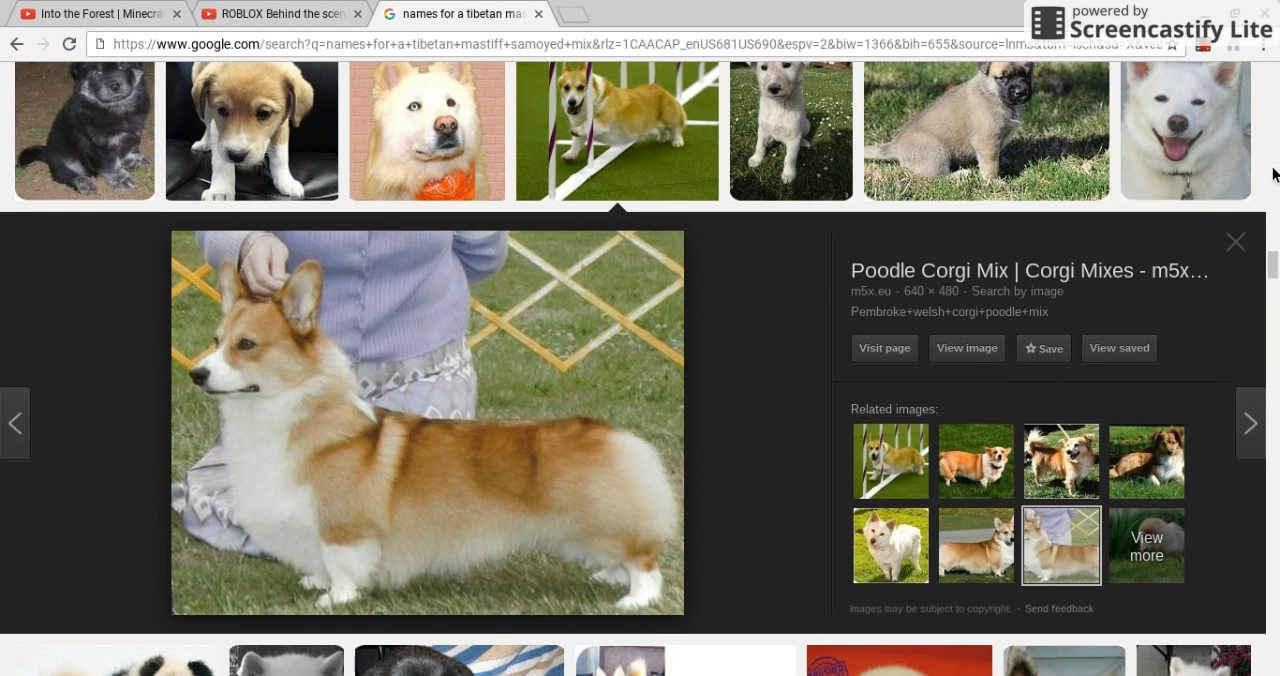 Into the Forest | Minecra
ROBLOX Behind the scen
names for a tibetan mas
powered by
Screencastify Lite
https://www.google.com/search?q=names+for+a+tibetan+mastiff+samoyed+mix&rlz=1CAACAP_enUS681US690&espv=2&biw=1366&bih=655&source=lnms&tbm=isch&sa=X&ved
Poodle Corgi Mix | Corgi Mixes - m5x…
m5x.eu - 640 × 480 - Search by image
Pembroke+welsh+corgi+poodle+mix
Visit page
View image
Save
View saved
Related images:
View
more
Images may be subject to copyright. - Send feedback